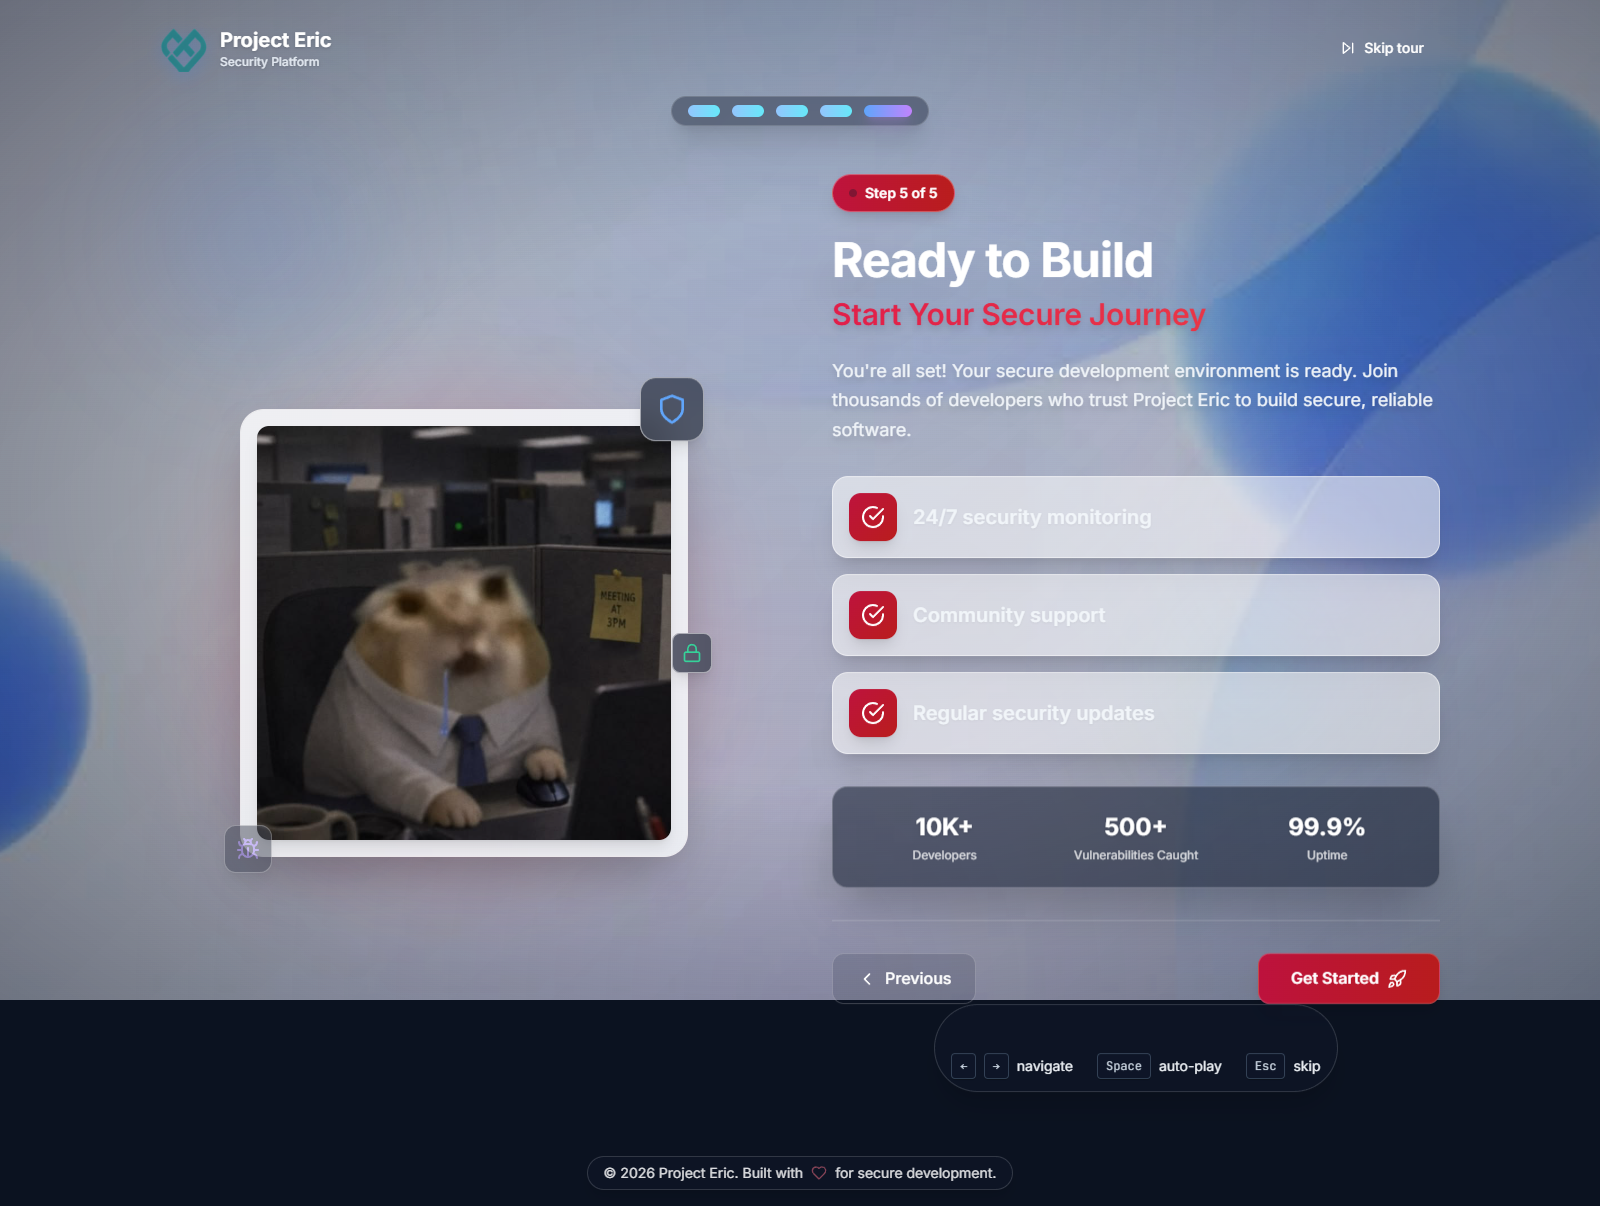 Project Eric
Security Platform
Skip tour
Step 5 of 5
Ready to Build
Start Your Secure Journey
You're all set! Your secure development environment is ready. Join
thousands of developers who trust Project Eric to build secure, reliable
software.
MEETING
AT
3PM
24/7 security monitoring
Community support
Regular security updates
10K+ 500+ 99.9%
Developers Vulnerabilities Caught Uptime
Previous Get Started
← → navigate Space auto-play Esc skip
© 2026 Project Eric. Built with ♡ for secure development.